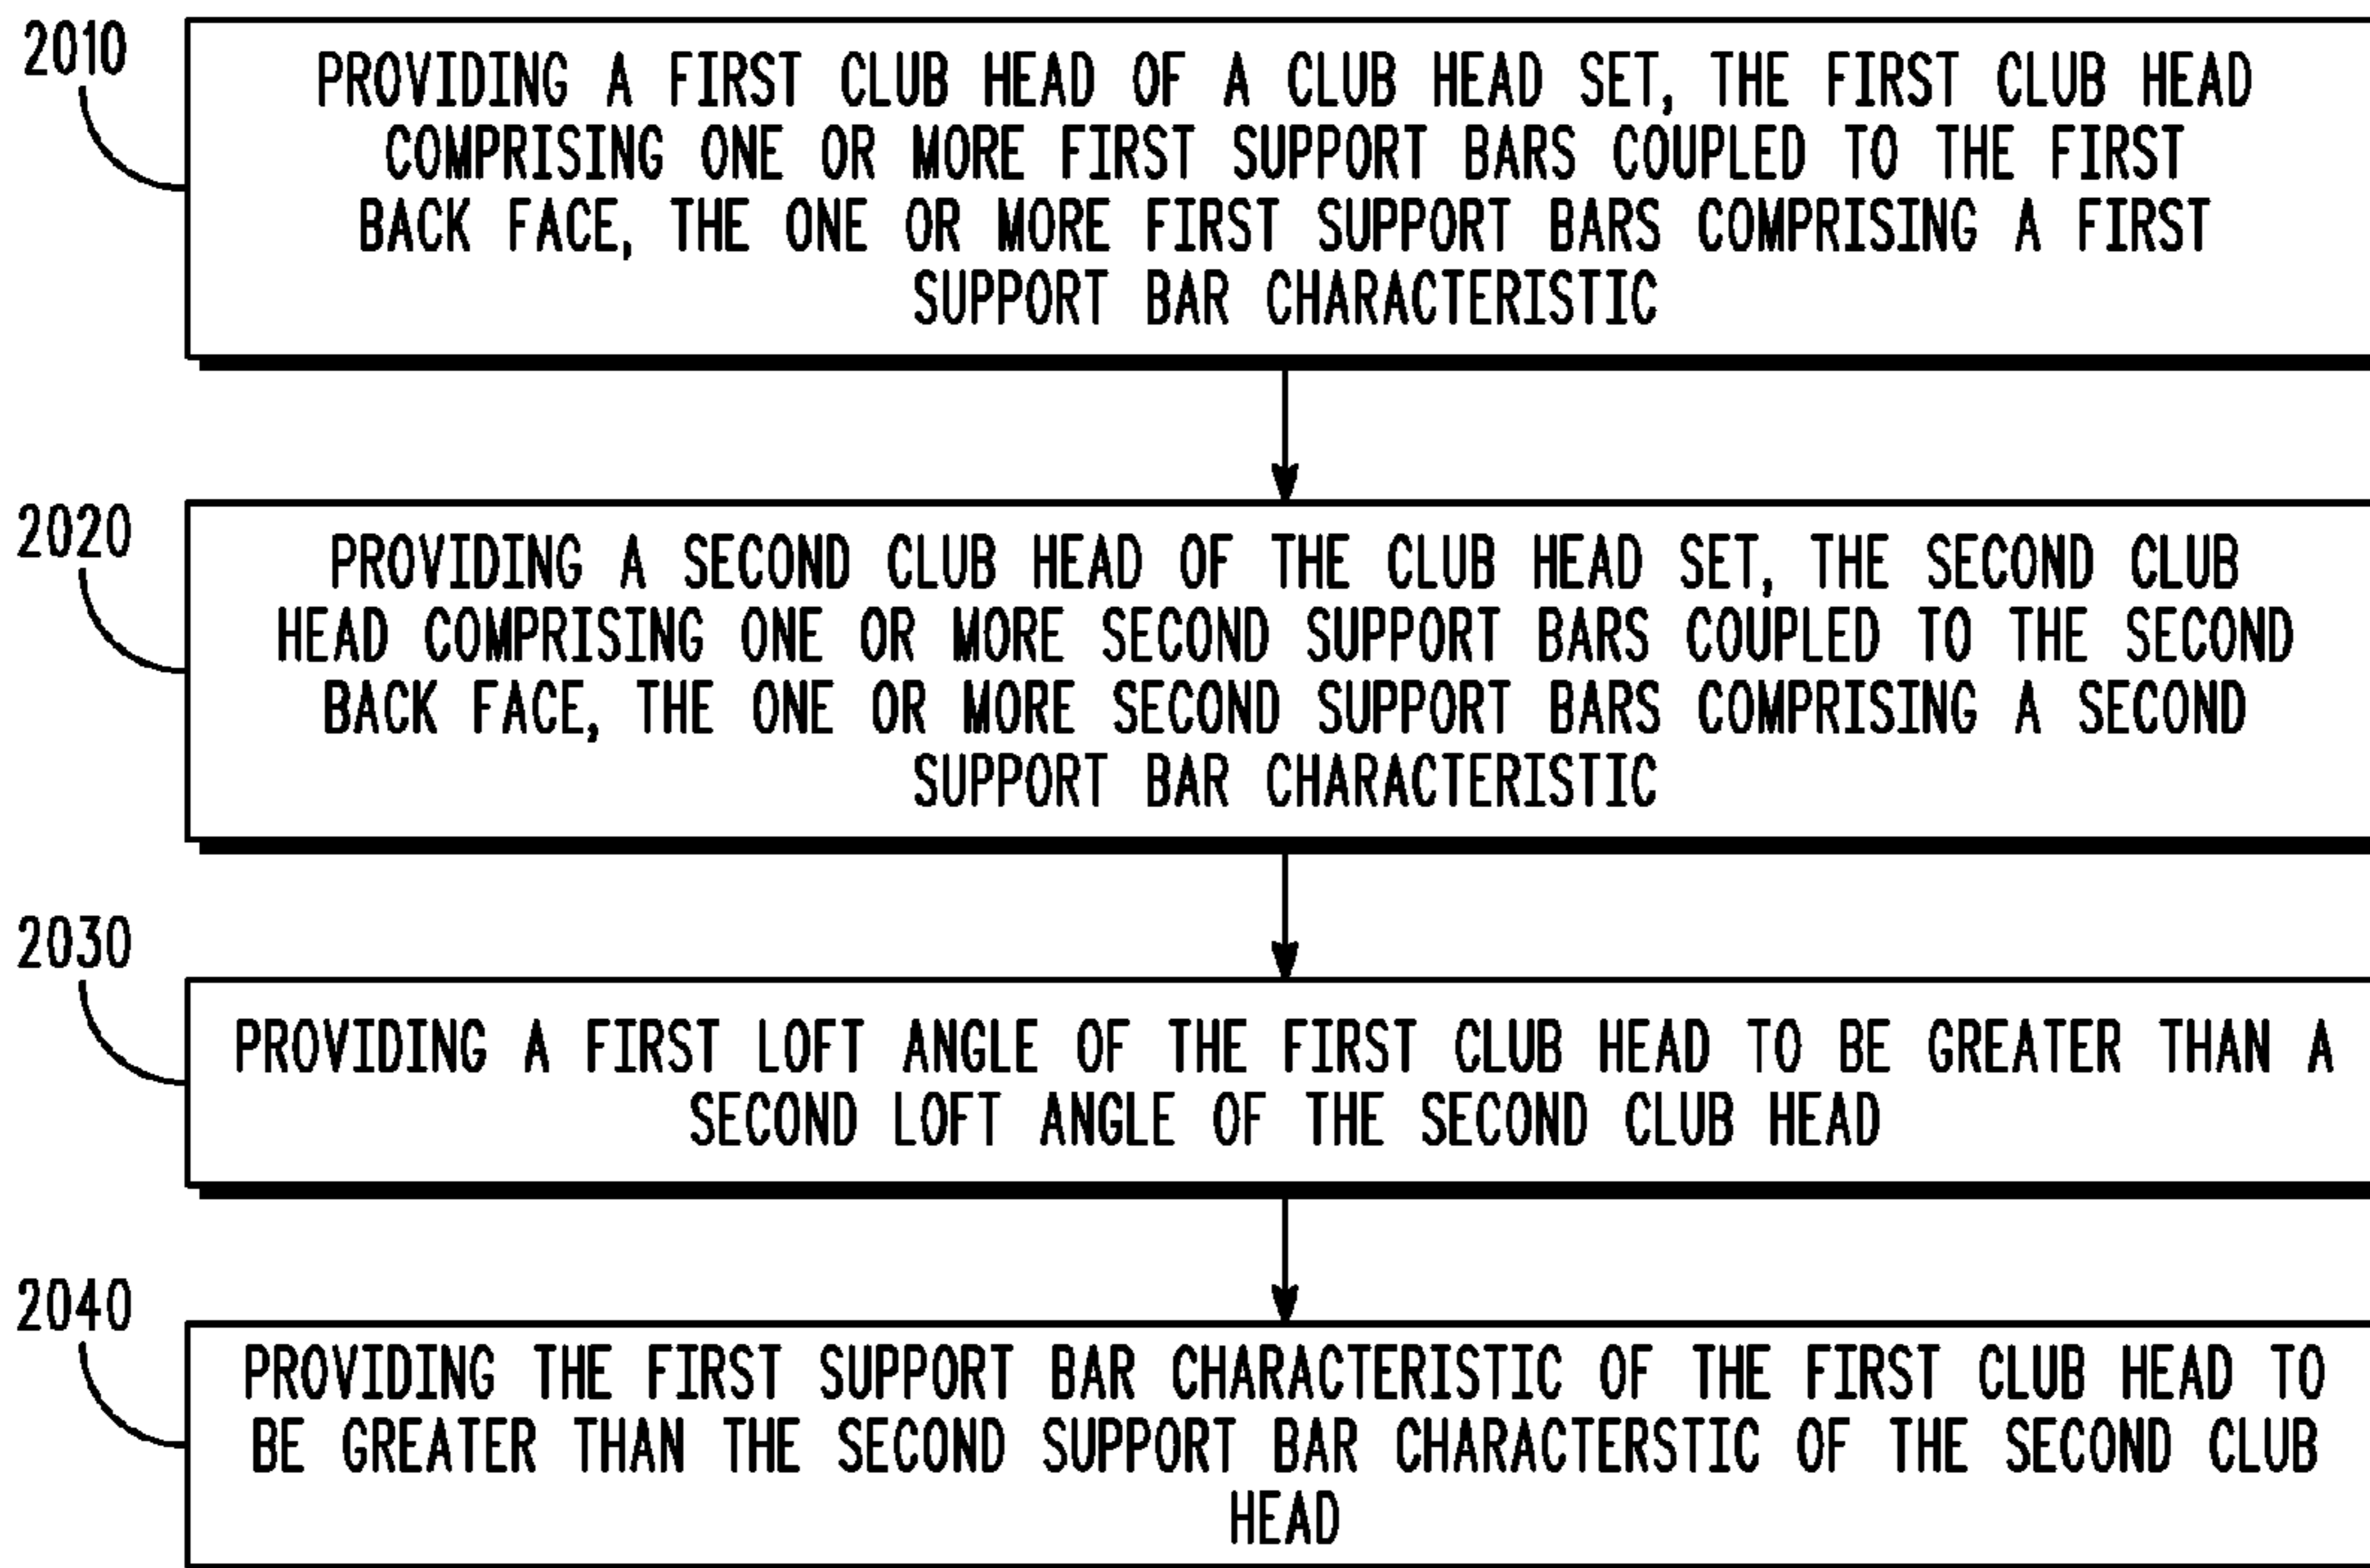 2010
PROVIDING A FIRST CLUB HEAD OF A CLUB HEAD SET, THE FIRST CLUB HEAD
COMPRISING ONE OR MORE FIRST SUPPORT BARS COUPLED TO THE FIRST
BACK FACE, THE ONE OR MORE FIRST SUPPORT BARS COMPRISING A FIRST
SUPPORT BAR CHARACTERISTIC
2020
PROVIDING A SECOND CLUB HEAD OF THE CLUB HEAD SET, THE SECOND CLUB
HEAD COMPRISING ONE OR MORE SECOND SUPPORT BARS COUPLED TO THE SECOND
BACK FACE, THE ONE OR MORE SECOND SUPPORT BARS COMPRISING A SECOND
SUPPORT BAR CHARACTERISTIC
2030
PROVIDING A FIRST LOFT ANGLE OF THE FIRST CLUB HEAD TO BE GREATER THAN A
SECOND LOFT ANGLE OF THE SECOND CLUB HEAD
2040
PROVIDING THE FIRST SUPPORT BAR CHARACTERISTIC OF THE FIRST CLUB HEAD TO
BE GREATER THAN THE SECOND SUPPORT BAR CHARACTERSTIC OF THE SECOND CLUB
HEAD